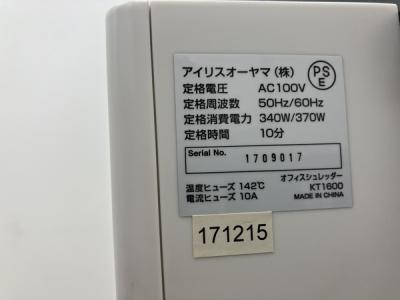 アイリスオーヤマ(株)
PS
E
定格電圧 AC100V
定格周波数 50Hz/60Hz
定格消費電力 340W/370W
定格時間 10分
Serial No.
1709017
温度ヒューズ 142℃
電流ヒューズ 10A
オフィスシュレッダー
KT1600
MADE IN CHINA
171215